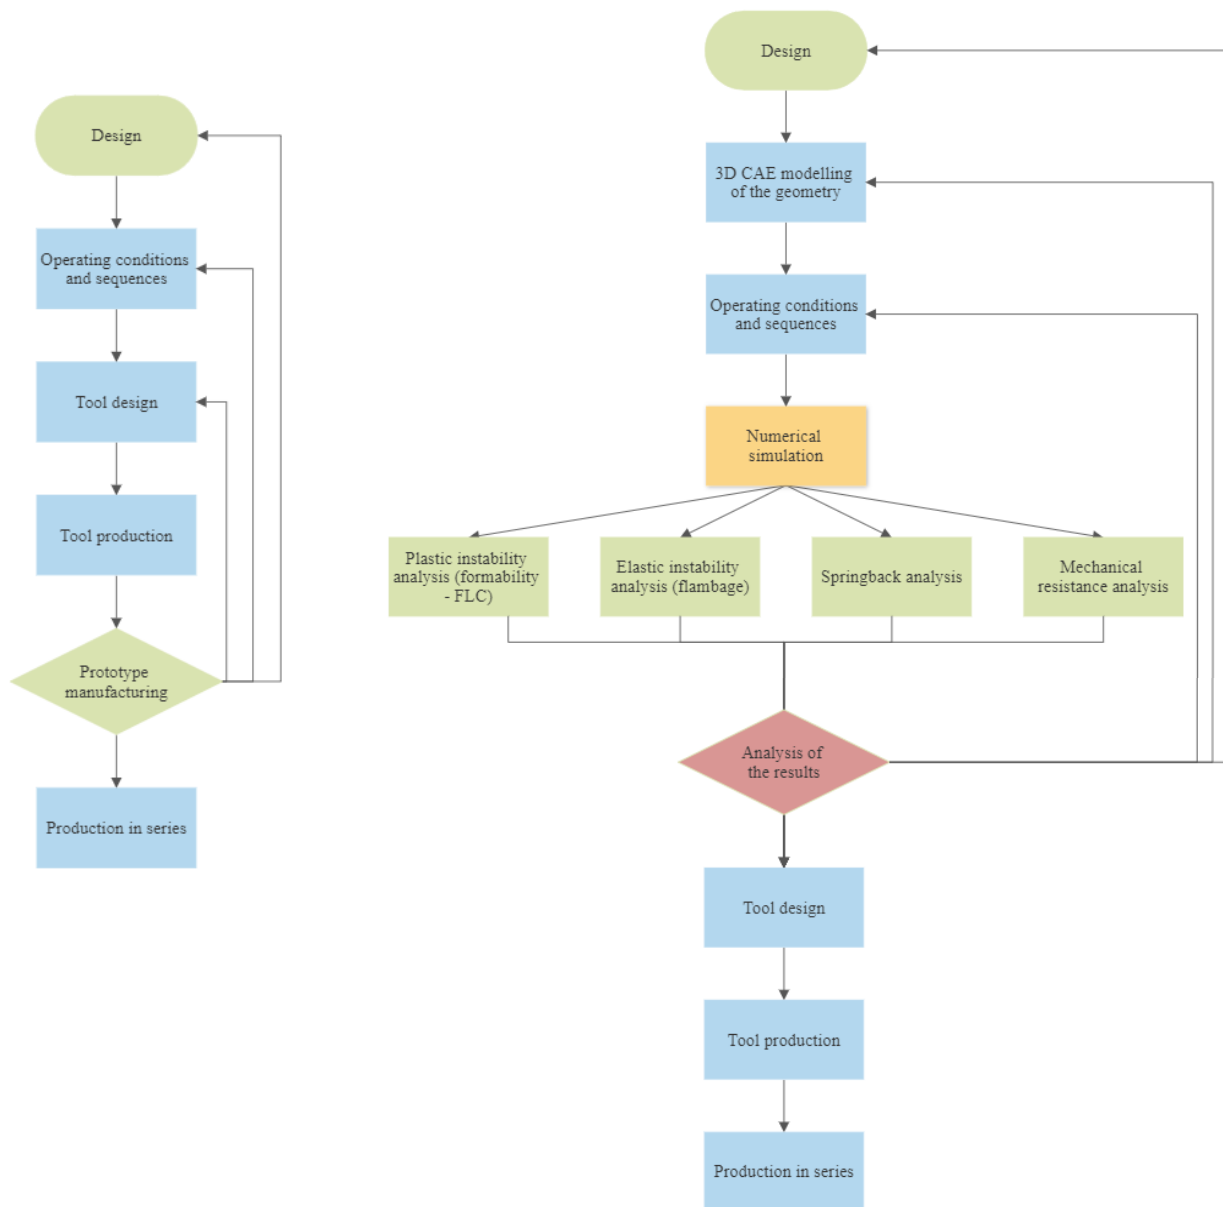 Design
Operating conditions
and sequences
Tool design
Tool production
Prototype
manufacturing
Production in series
Design
3D CAE modelling
of the geometry
Operating conditions
and sequences
Numerical
simulation
Plastic instability
analysis (formability
- FLC)
Elastic instability
analysis (flambage)
Springback analysis
Mechanical
resistance analysis
Analysis of
the results
Tool design
Tool production
Production in series